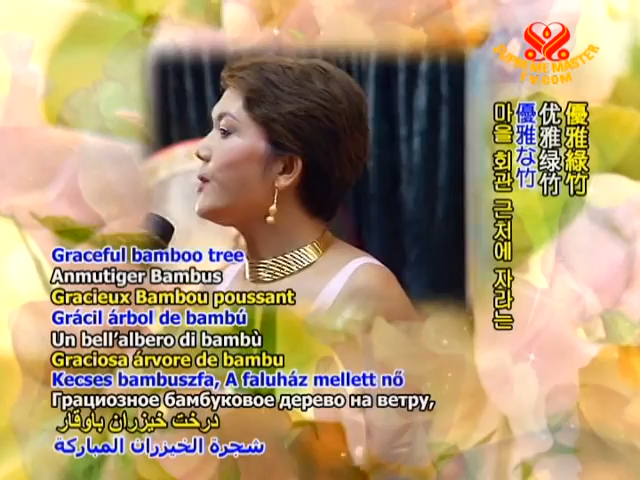 SUPREME MASTER
TV.COM
優雅綠竹
优雅绿竹
優雅な竹
마을 회관 근처에 자라는
Graceful bamboo tree
Anmutiger Bambus
Gracieux Bambou poussant
Grácil árbol de bambú
Un bell’albero di bambù
Graciosa árvore de bambu
Kecses bambuszfa, A faluház mellett nő
Грациозное бамбуковое дерево на ветру,
درخت خیزران باوقار
شجرة الخيزران المباركة